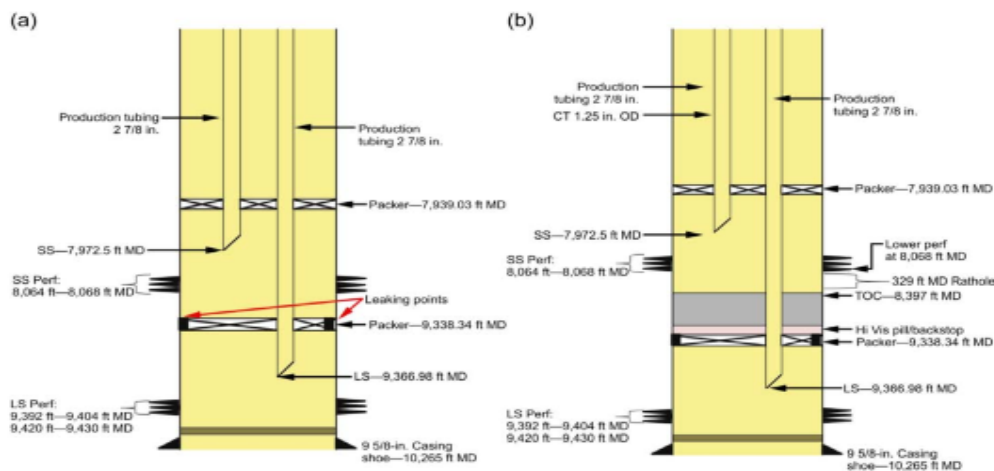 (a)
Production tubing
2 7/8 in.
Production
tubing 2 7/8 in.
Packer—7,939.03 ft MD
SS—7,972.5 ft MD
SS Perf:
8,064 ft—8,068 ft MD
Leaking points
Packer—9,338.34 ft MD
LS—9,366.98 ft MD
LS Perf:
9,392 ft—9,404 ft MD
9,420 ft—9,430 ft MD
9 5/8-in. Casing
shoe—10,265 ft MD
(b)
Production
tubing 2 7/8 in.
CT 1.25 in. OD
Production
tubing 2 7/8 in.
Packer—7,939.03 ft MD
SS—7,972.5 ft MD
Lower perf
at 8,068 ft MD
SS Perf:
8,064 ft—8,068 ft MD
329 ft MD Rathole
TOC—8,397 ft MD
Hi Vis pill/backstop
Packer—9,338.34 ft MD
LS—9,366.98 ft MD
LS Perf:
9,392 ft—9,404 ft MD
9,420 ft—9,430 ft MD
9 5/8-in. Casing
shoe—10,265 ft MD